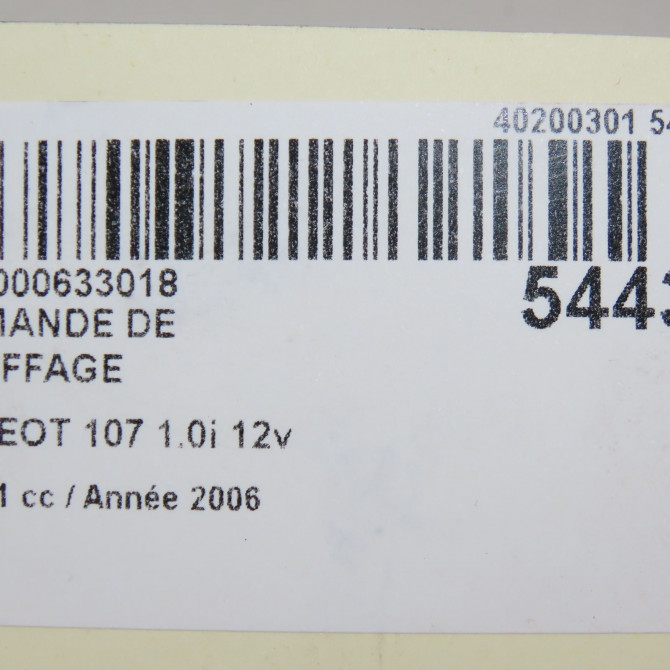 40200301 54
000633018
5443
MANDE DE
FFAGE
EOT 107 1.0i 12v
1 cc / Année 2006